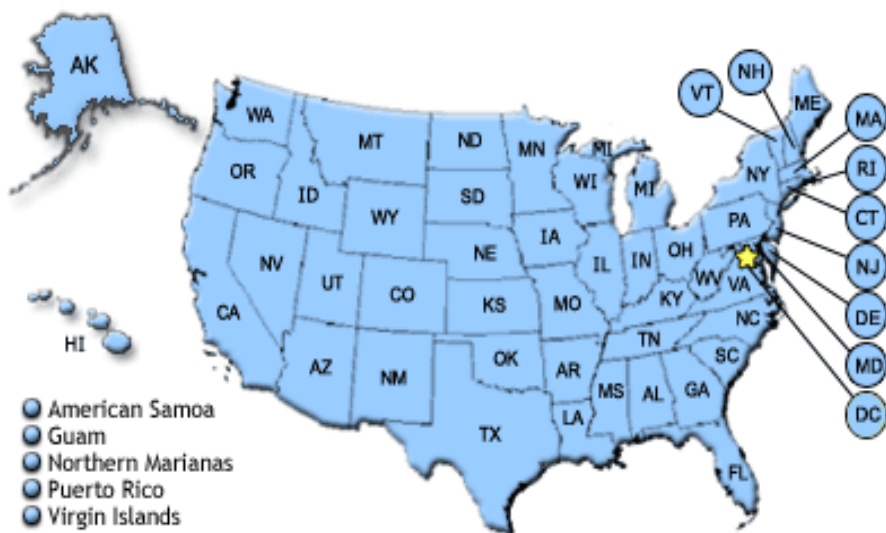 AK
NH
VT
ME
WA
MT
ND
MN
MI
MA
OR
ID
SD
WI
MI
NY
RI
WY
CT
IA
PA
NE
NV
UT
CO
IL
IN
OH
NJ
WV
VA
CA
KS
MO
KY
DE
HI
NC
TN
AZ
NM
OK
AR
SC
MD
MS
AL
GA
DC
TX
LA
FL
American Samoa
Guam
Northern Marianas
Puerto Rico
Virgin Islands